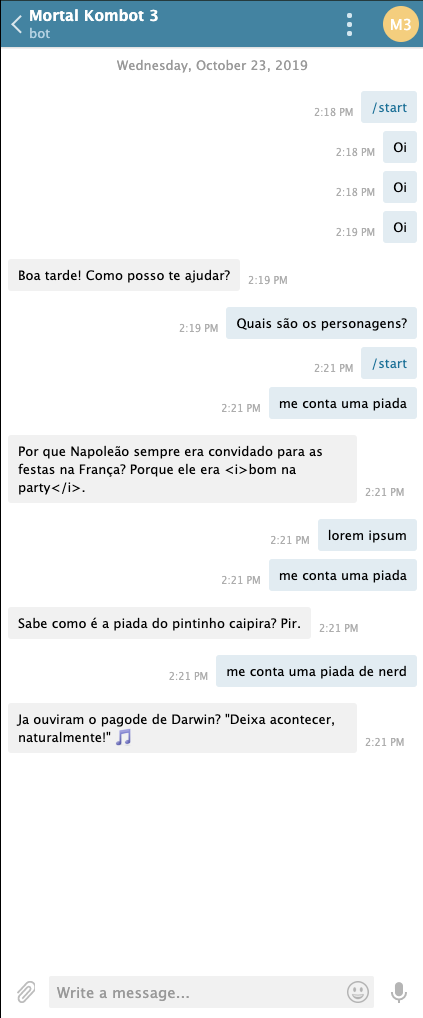 Mortal Kombot 3
bot
M3
Wednesday, October 23, 2019
2:18 PM /start
2:18 PM Oi
2:18 PM Oi
2:19 PM Oi
Boa tarde! Como posso te ajudar? 2:19 PM
2:19 PM Quais são os personagens?
2:21 PM /start
2:21 PM me conta uma piada
Por que Napoleão sempre era convidado para as
festas na França? Porque ele era <i>bom na
party</i>. 2:21 PM
2:21 PM lorem ipsum
2:21 PM me conta uma piada
Sabe como é a piada do pintinho caipira? Pir. 2:21 PM
2:21 PM me conta uma piada de nerd
Ja ouviram o pagode de Darwin? "Deixa acontecer,
naturalmente!" 🎵 2:21 PM
Write a message...